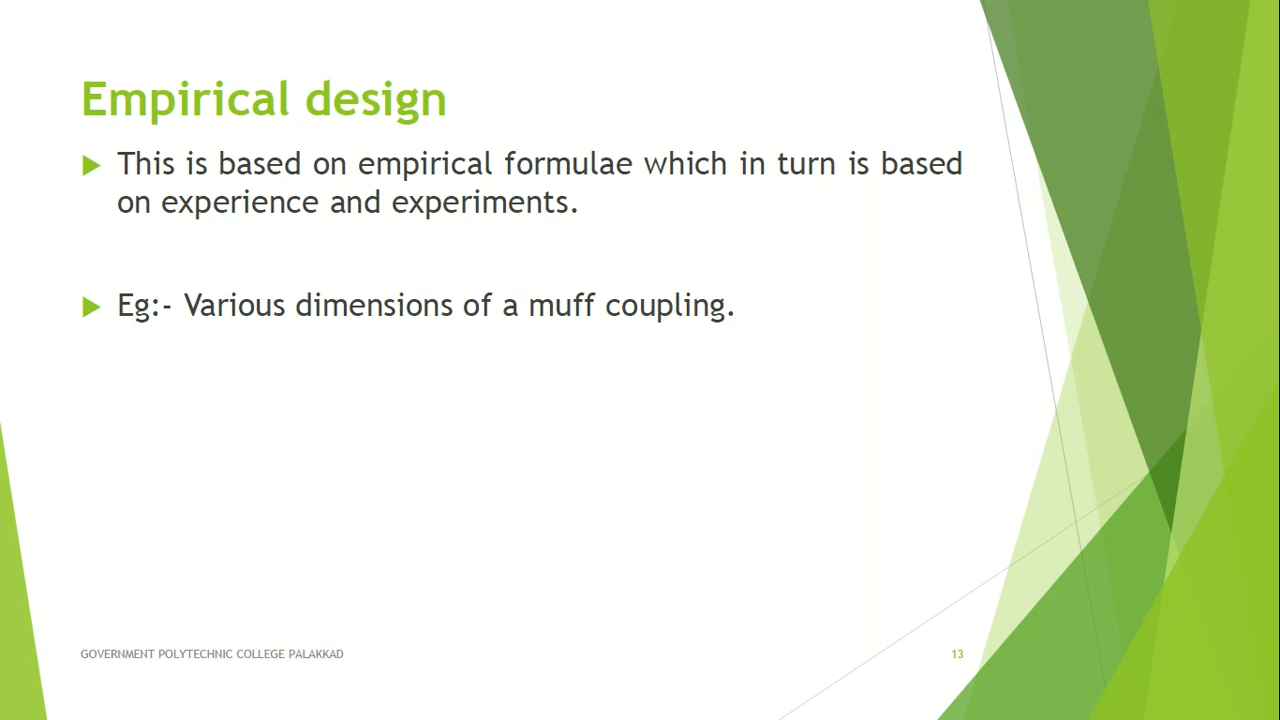 Empirical design
This is based on empirical formulae which in turn is based
on experience and experiments.
Eg:- Various dimensions of a muff coupling.
GOVERNMENT POLYTECHNIC COLLEGE PALAKKAD
13